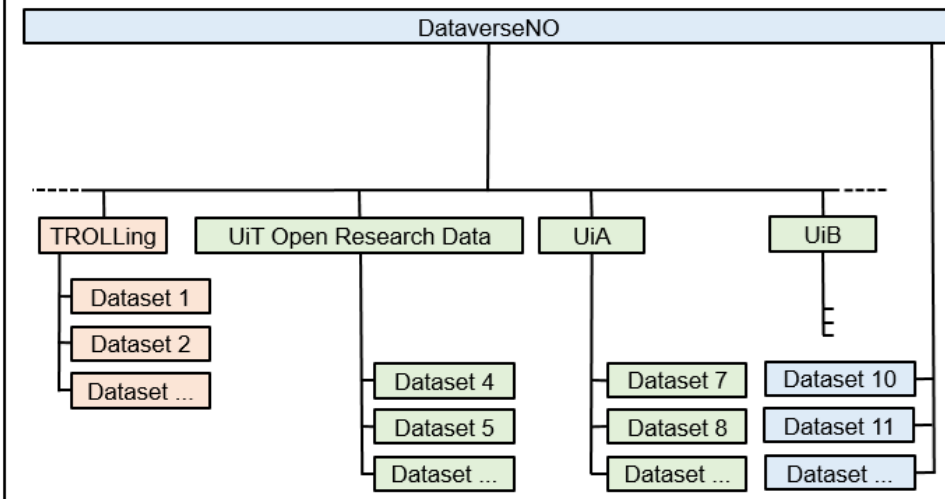 DataverseNO
TROLLing
UiT Open Research Data
UiA
UiB
Dataset 1
Dataset 2
Dataset ...
Dataset 4
Dataset 5
Dataset ...
Dataset 7
Dataset 8
Dataset ...
Dataset 10
Dataset 11
Dataset ...